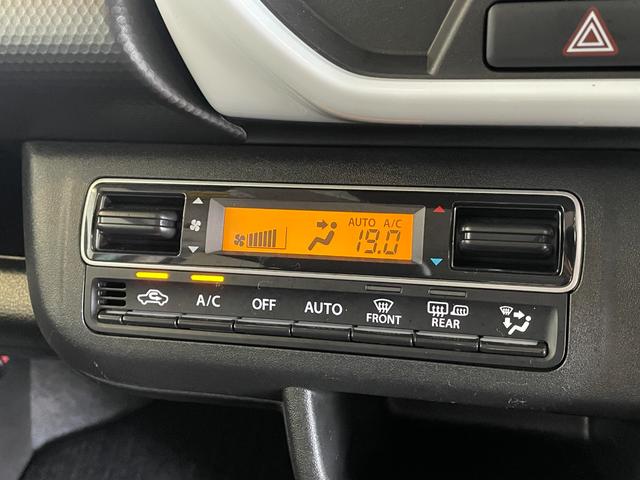 AUTO A/C
19.0
A/C OFF AUTO FRONT REAR